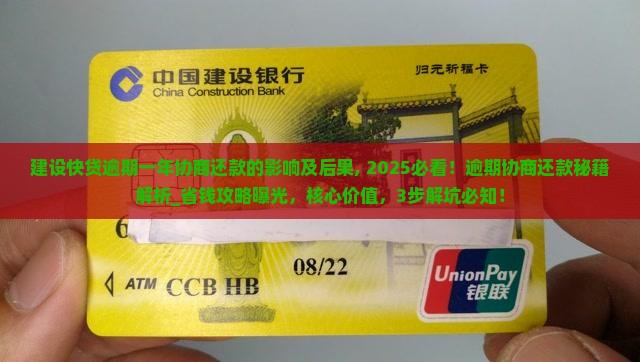 中国建设银行
China Construction Bank
归元祈福卡
建设快贷逾期一年协商还款的影响及后果, 2025必看！逾期协商还款秘籍
解析_省钱攻略曝光，核心价值，3步解坑必知！
6
08/22
ATM CCB HB
UnionPay
银联